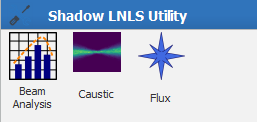 Shadow LNLS Utility
Beam
Analysis
Caustic
Flux